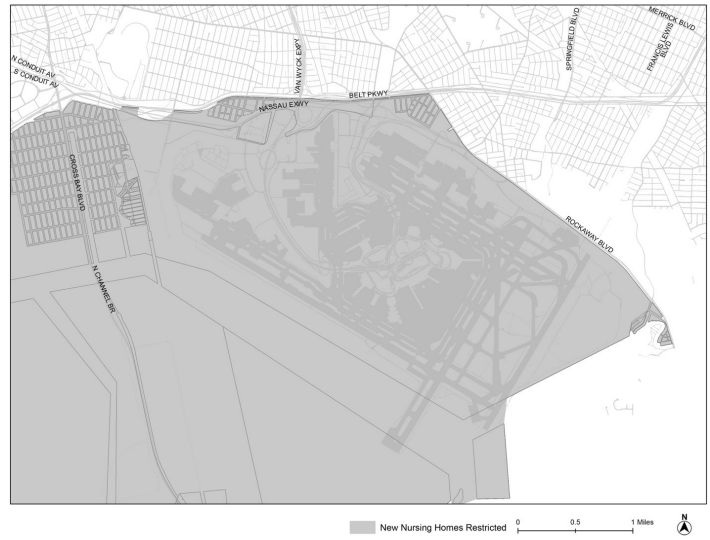 MERRICK BLVD
SPRINGFIELD BLVD
FRANCIS LEWIS
BLVD
N CONDUIT AV
S CONDUIT AV
VAN WYCK EXWY
BELT PKWY
NASSAU EXWY
CROSS BAY BLVD
ROCKAWAY BLVD
N CHANNEL BR
New Nursing Homes Restricted
0 0.5 1 Miles
N